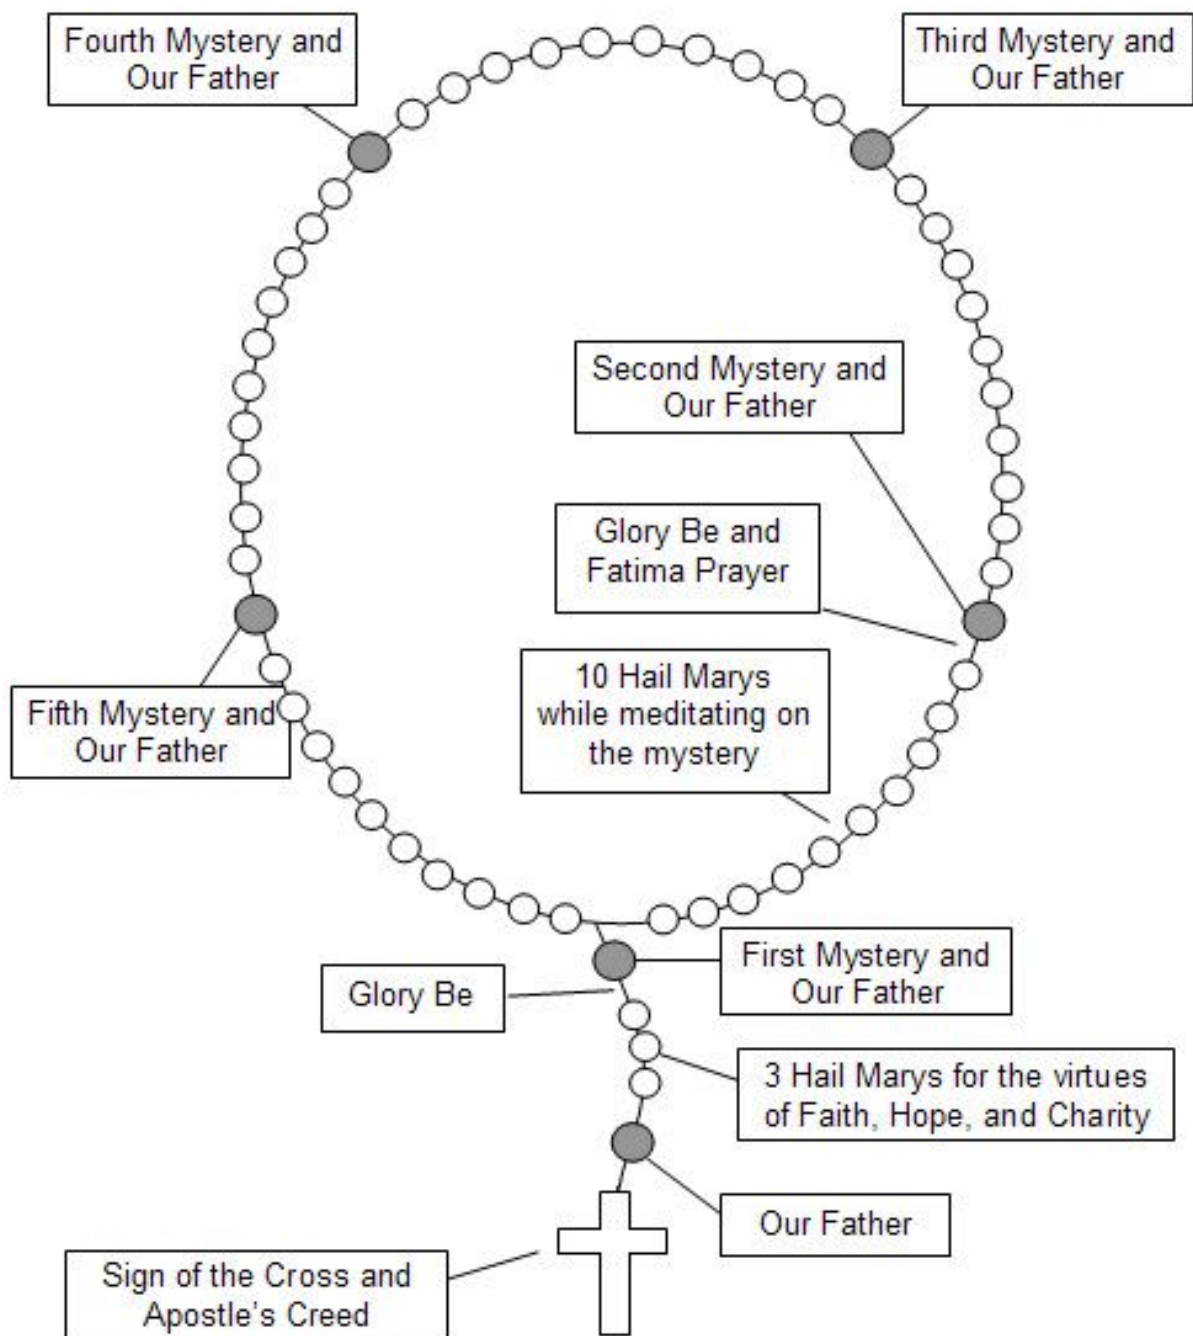 Fourth Mystery and
Our Father
Third Mystery and
Our Father
Second Mystery and
Our Father
Glory Be and
Fatima Prayer
10 Hail Marys
while meditating on
the mystery
Fifth Mystery and
Our Father
First Mystery and
Our Father
Glory Be
3 Hail Marys for the virtues
of Faith, Hope, and Charity
Our Father
Sign of the Cross and
Apostle's Creed